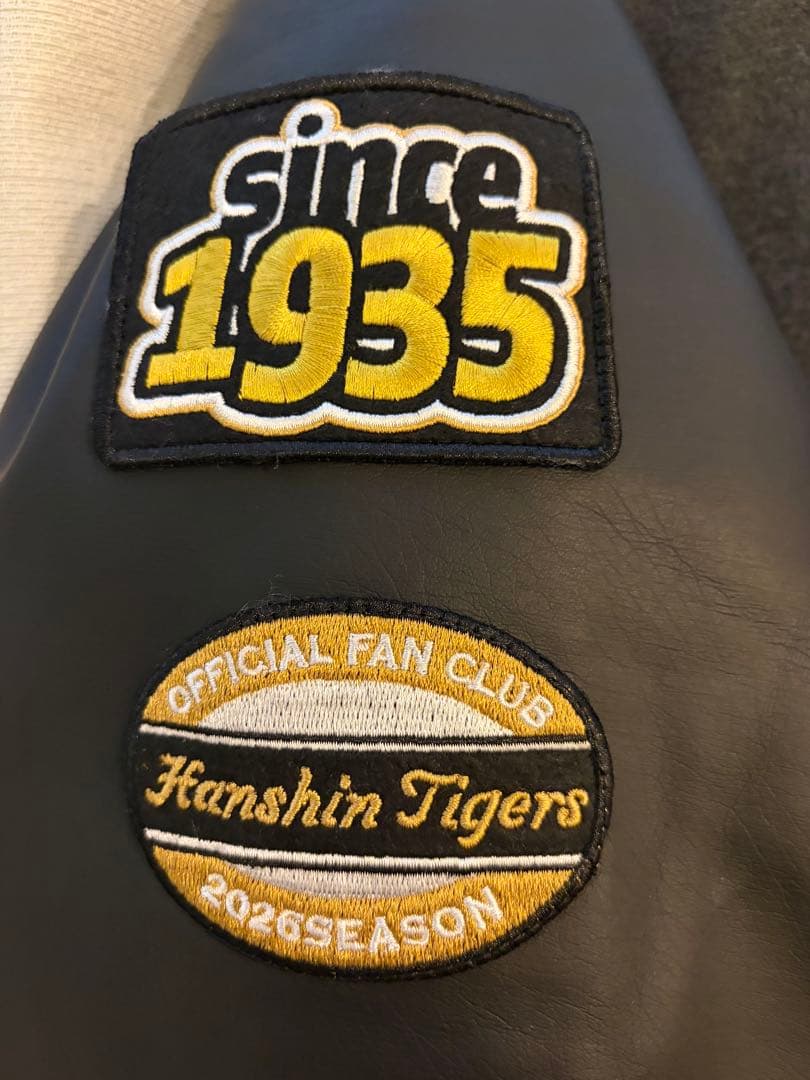 since
1935
OFFICIAL FAN CLUB
Hanshin Tigers
2026SEASON